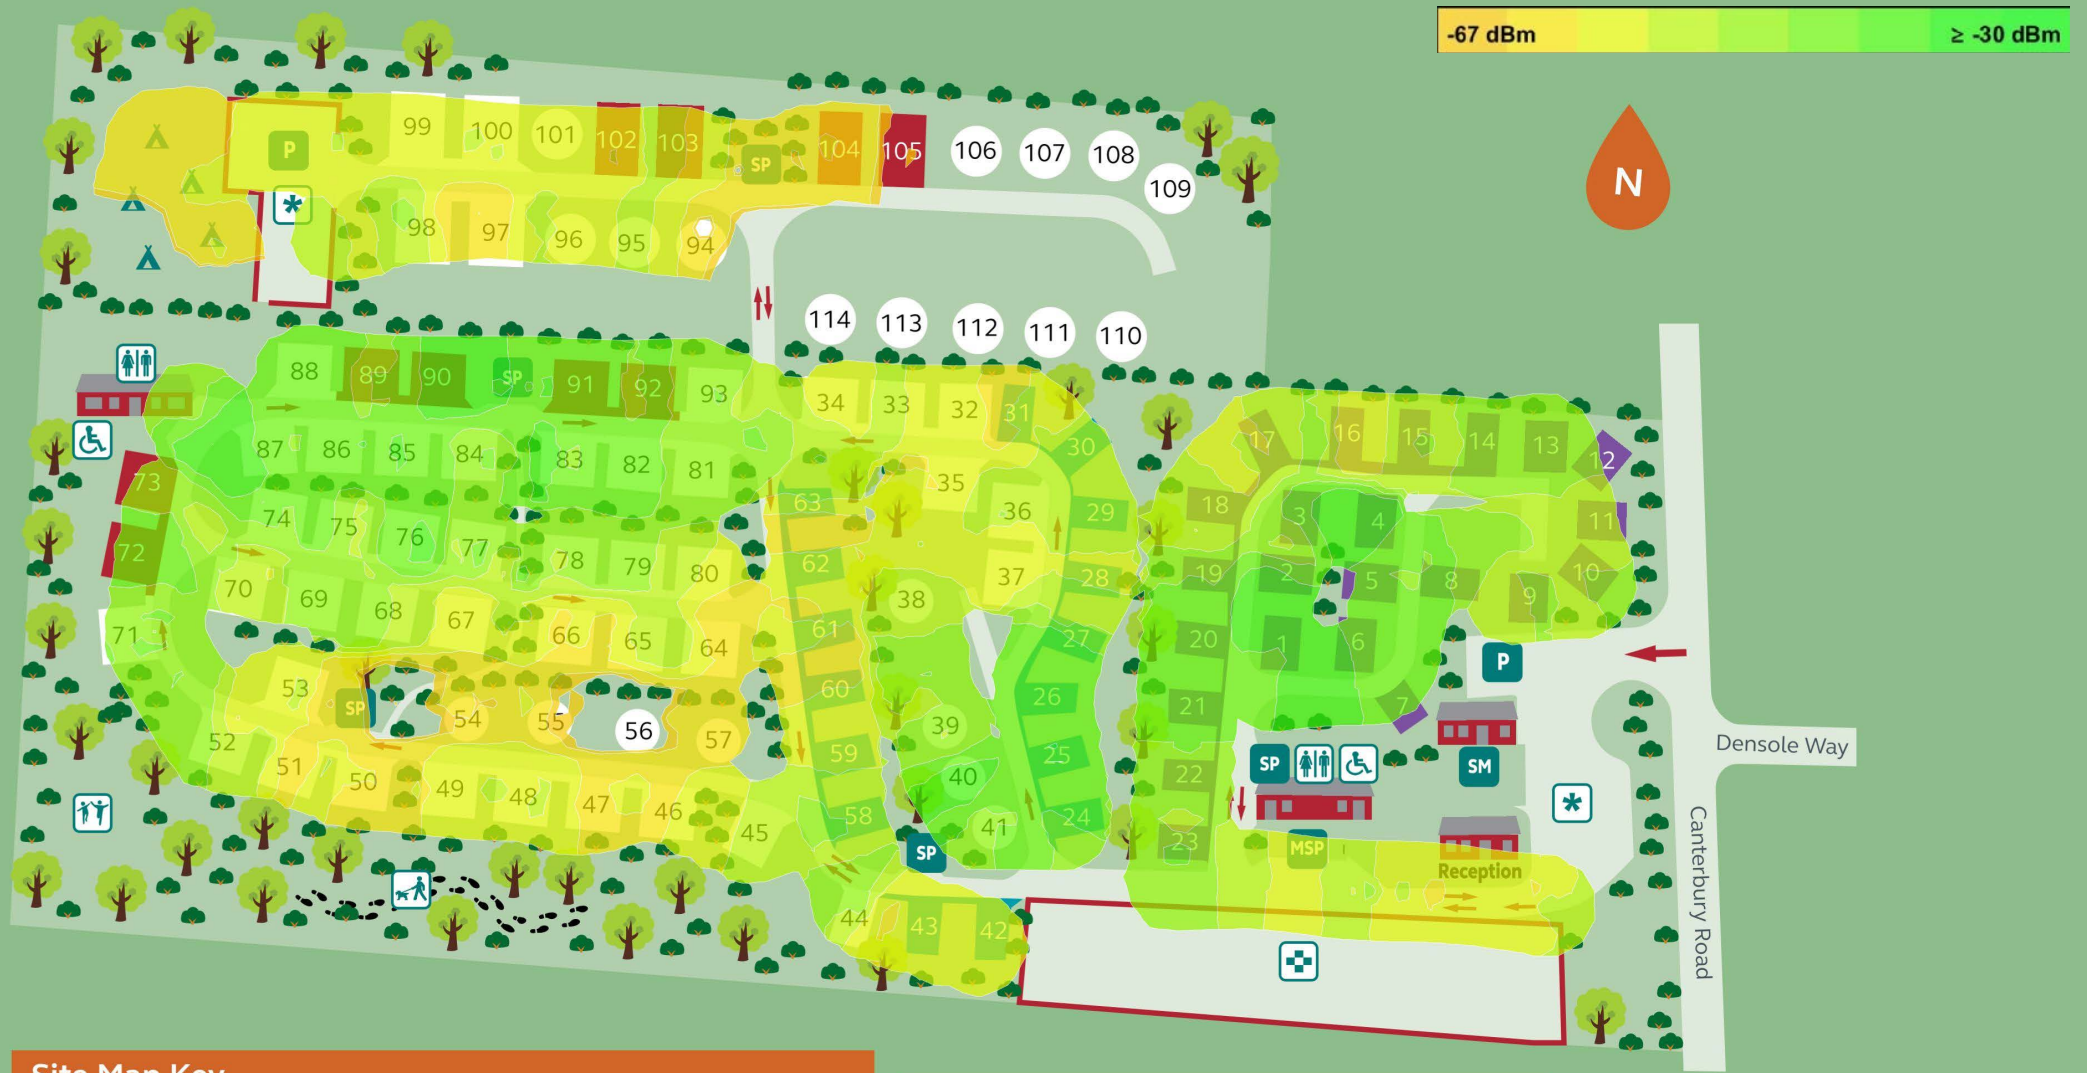 -67 dBm ≥ -30 dBm
N
P 99 100 101 102 103 SP 104 105 106 107 108 109
98 97 96 95 94
114 113 112 111 110
88 89 90 SP 91 92 93 34 33 32 31
87 86 85 84 83 82 81 35 30 17 16 15 14 13 12
73 63 36 29 18 3 4 11
74 75 76 77 78 79 80
72 62 37 28 19 2 5 8 10
70 69 68 67 66 65 64 38 9
71 61 27 20 1 6 P
53 SP 54 55 56 57 60 39 26 21 7
52 51 50 49 48 47 46 45 59 25
40 22 SP SM
58 41 24 23 MSP
SP
Reception
44 43 42
Densole Way
Canterbury Road
Site Map Key